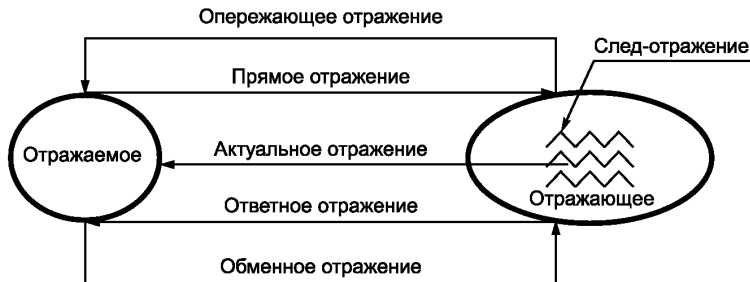 Опережающее отражение
След-отражение
Прямое отражение
Отражаемое
Актуальное отражение
Отражающее
Ответное отражение
Обменное отражение